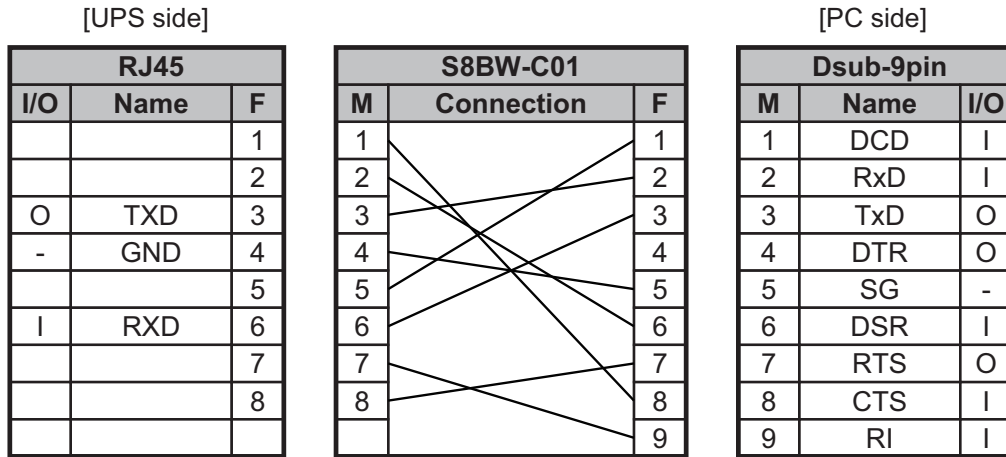 [UPS side] [PC side]
RJ45 S8BW-C01 Dsub-9pin
I/O Name F M Connection F M Name I/O
1 1 1 1 DCD I
2 2 2 2 RxD I
O TXD 3 3 3 3 TxD O
- GND 4 4 4 4 DTR O
5 5 5 5 SG -
I RXD 6 6 6 6 DSR I
7 7 7 7 RTS O
8 8 8 8 CTS I
9 9 RI I